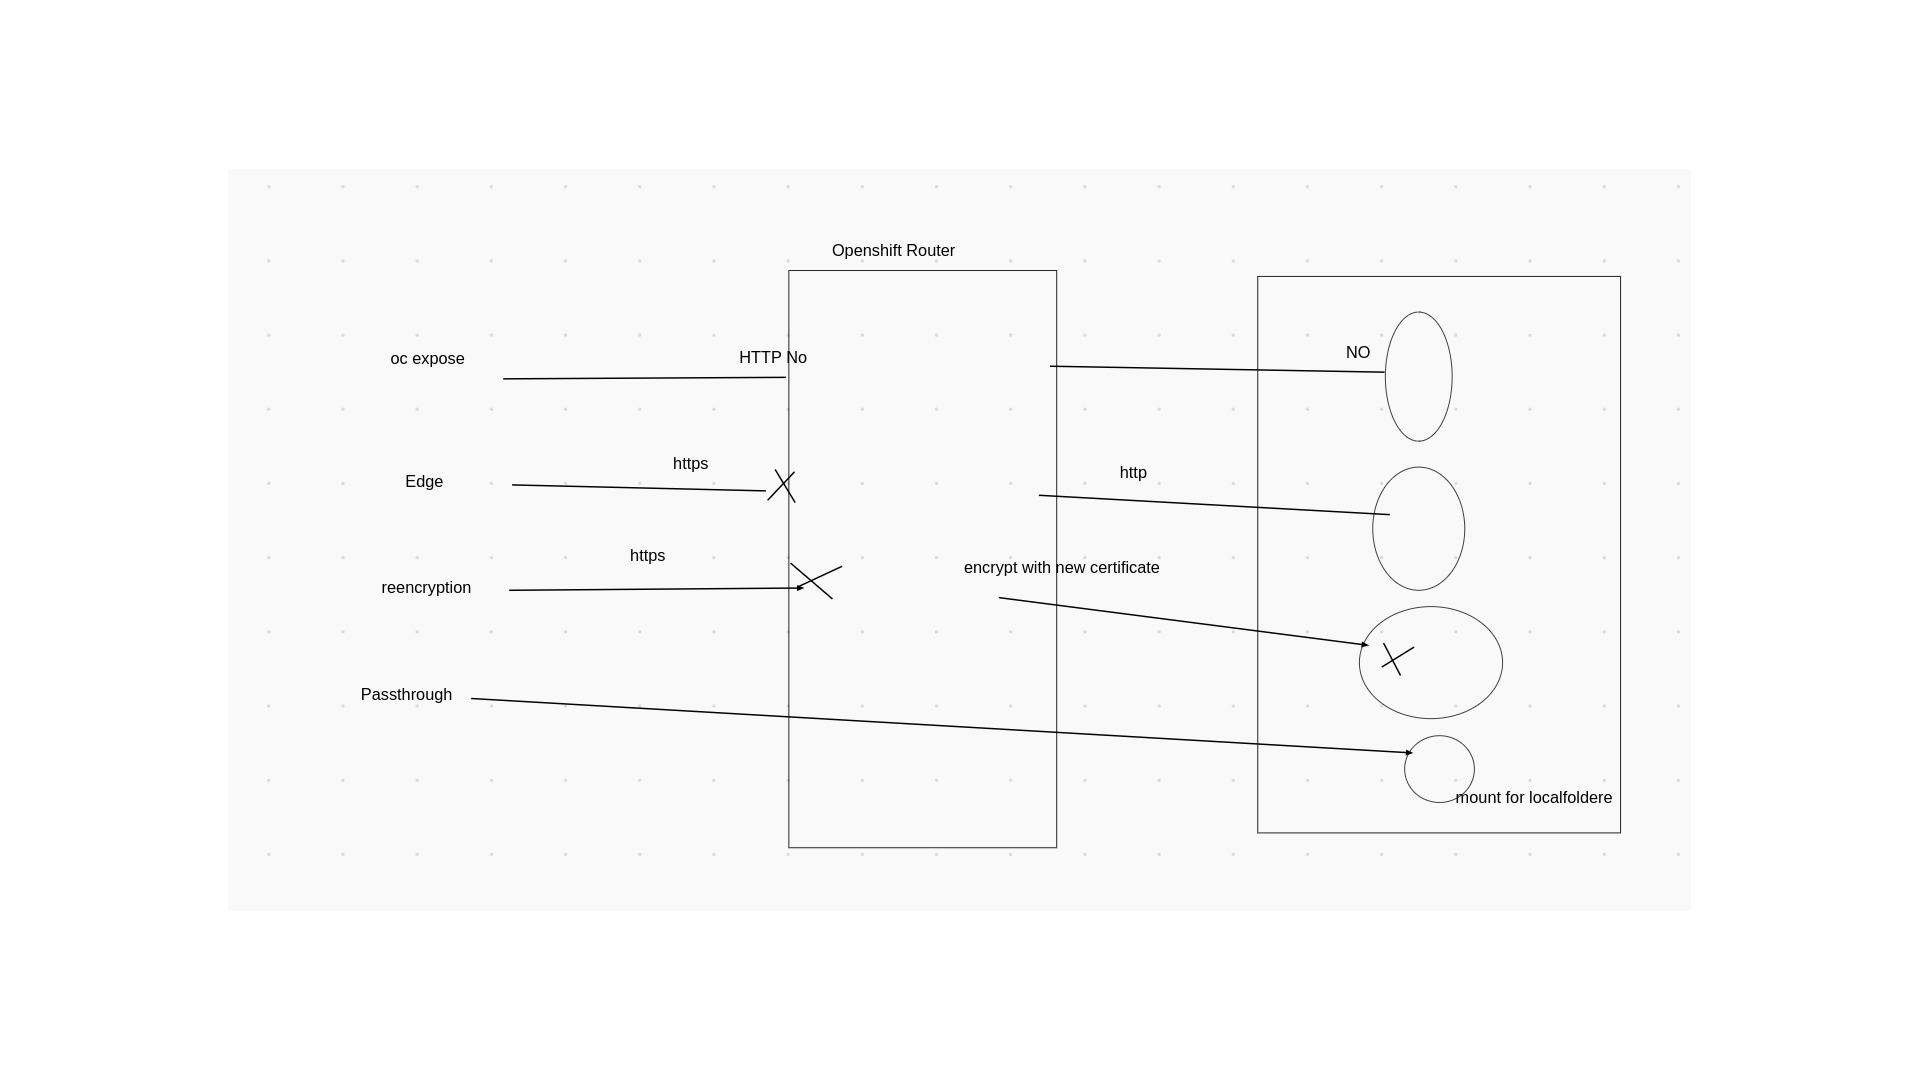 Openshift Router
oc expose
HTTP No
NO
Edge
https
http
reencryption
https
encrypt with new certificate
Passthrough
mount for localfoldere